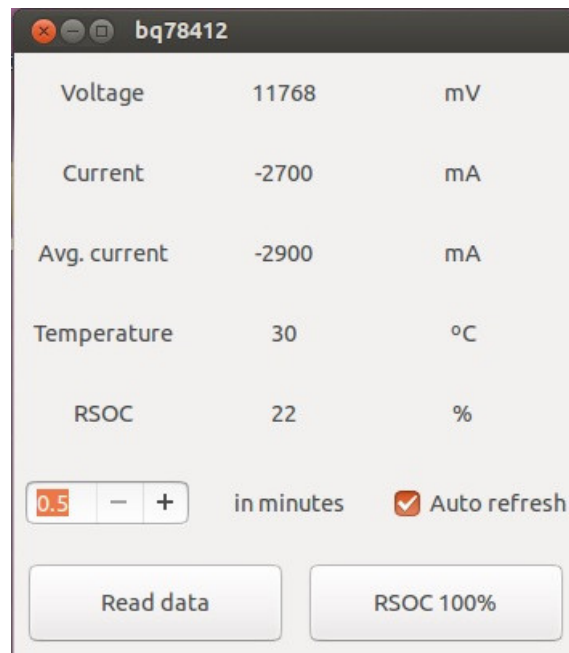 bq78412
Voltage 11768 mV
Current -2700 mA
Avg. current -2900 mA
Temperature 30 ºC
RSOC 22 %
0.5 − + in minutes Auto refresh
Read data RSOC 100%